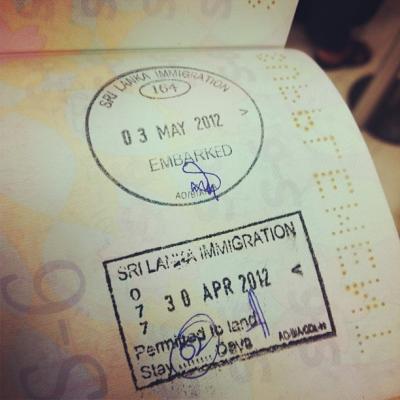 SRI LANKA IMMIGRATION
164
03 MAY 2012
EMBARKED
SRI LANKA IMMIGRATION
077
30 APR 2012
Permitted to land
Stay Days